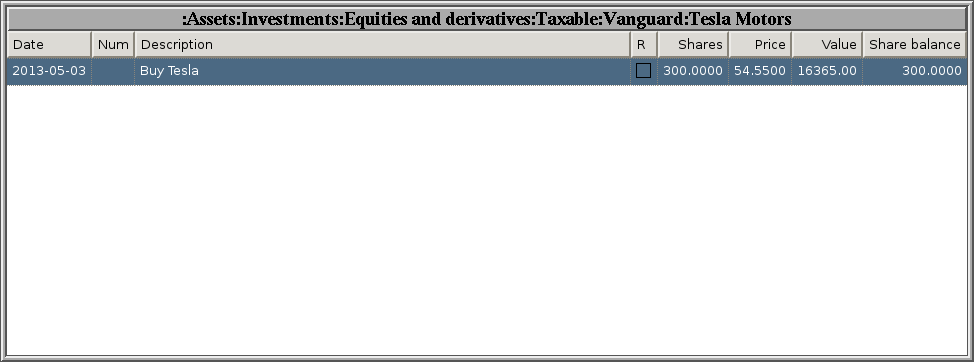 :Assets:Investments:Equities and derivatives:Taxable:Vanguard:Tesla Motors
Date Num Description R Shares Price Value Share balance
2013-05-03 Buy Tesla 300.0000 54.5500 16365.00 300.0000